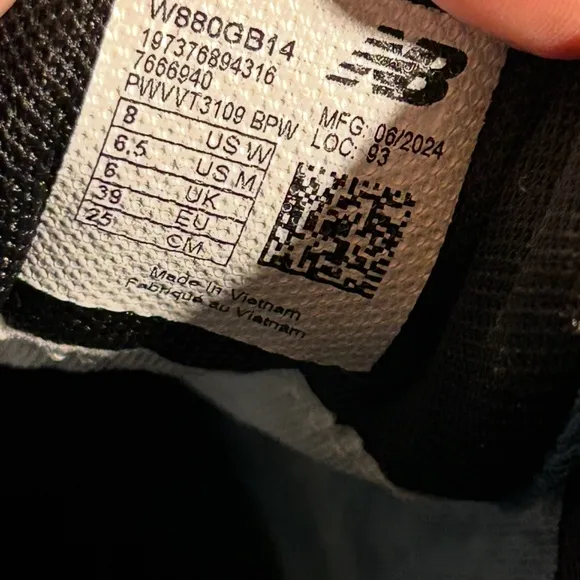 W880GB14
197376894316
7666940
PWVVT3109 BPW
8 US W
6.5 US M
6 UK
39 EU
25 CM
NB
MFG: 06/2024
LOC: 93
Made in Vietnam
Fabriqué au Vietnam